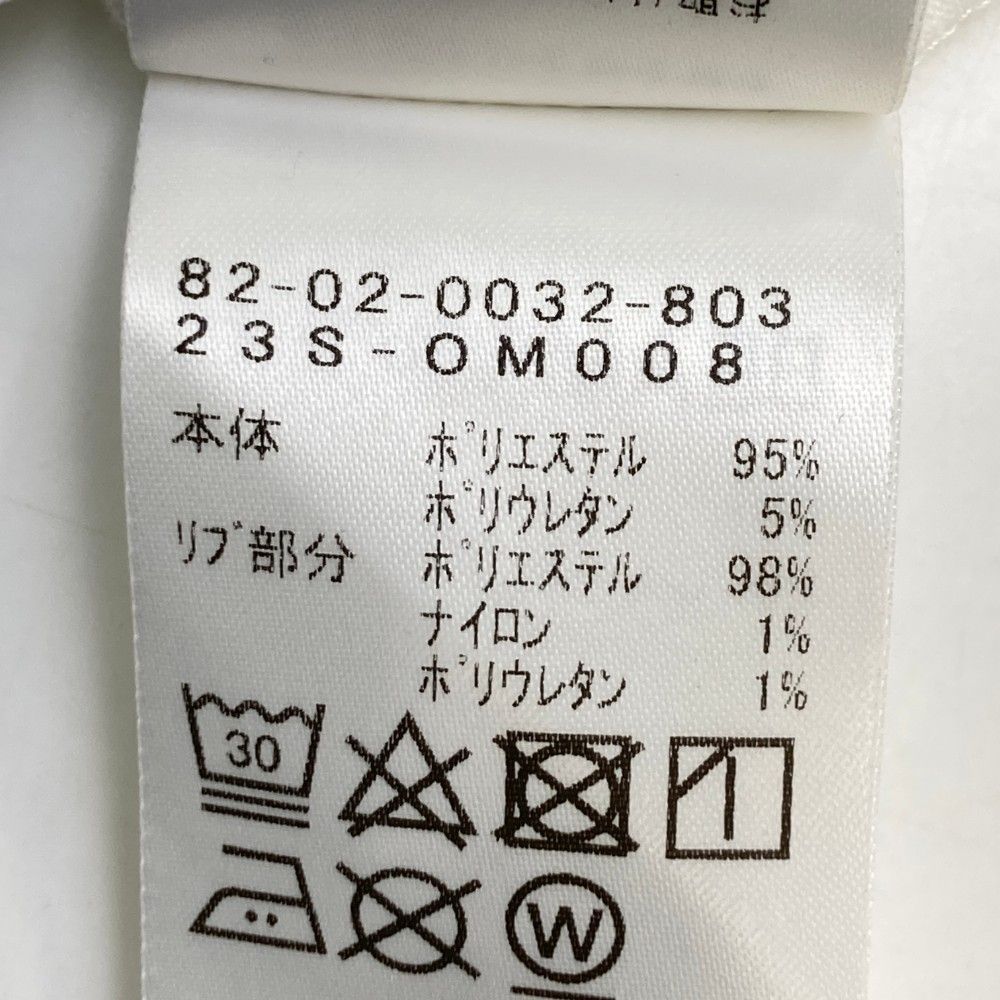 82-02-0032-803
23S-OM008
本体 ポリエステル 95%
ポリウレタン 5%
リブ部分 ポリエステル 98%
ナイロン 1%
ポリウレタン 1%
30
W